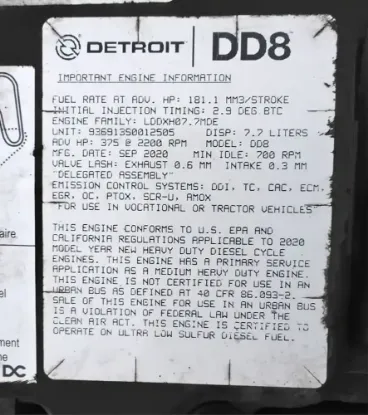 DETROIT DD8
IMPORTANT ENGINE INFORMATION
FUEL RATE AT ADV. HP: 181.1 MM3/STROKE
INITIAL INJECTION TIMING: 2.9 DEG BTC
ENGINE FAMILY: LDDXH07.7MDE
UNIT: 936913S0012505 DISP: 7.7 LITERS
ADV HP: 375 @ 2200 RPM MODEL: DD8
MFG. DATE: SEP 2020 MIN IDLE: 700 RPM
VALVE LASH: EXHAUST 0.6 MM INTAKE 0.3 MM
"DELEGATED ASSEMBLY"
EMISSION CONTROL SYSTEMS: DDI, TC, CAC, ECM,
EGR, OC, PTOX, SCR-U, AMOX
"FOR USE IN VOCATIONAL OR TRACTOR VEHICLES"
THIS ENGINE CONFORMS TO U.S. EPA AND
CALIFORNIA REGULATIONS APPLICABLE TO 2020
MODEL YEAR NEW HEAVY DUTY DIESEL CYCLE
ENGINES. THIS ENGINE HAS A PRIMARY SERVICE
APPLICATION AS A MEDIUM HEAVY DUTY ENGINE.
THIS ENGINE IS NOT CERTIFIED FOR USE IN AN
URBAN BUS AS DEFINED AT 40 CFR 86.093-2.
SALE OF THIS ENGINE FOR USE IN AN URBAN BUS
IS A VIOLATION OF FEDERAL LAW UNDER THE
CLEAN AIR ACT. THIS ENGINE IS CERTIFIED TO
OPERATE ON ULTRA LOW SULFUR DIESEL FUEL.
aire
el
ment
ne
DC